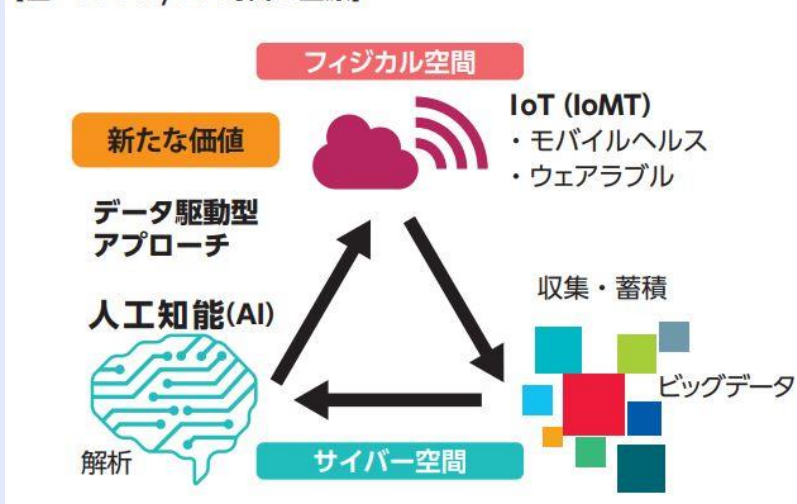 フィジカル空間
IoT (IoMT)
・モバイルヘルス
・ウェアラブル
新たな価値
データ駆動型
アプローチ
人工知能(AI)
収集・蓄積
ビッグデータ
解析
サイバー空間